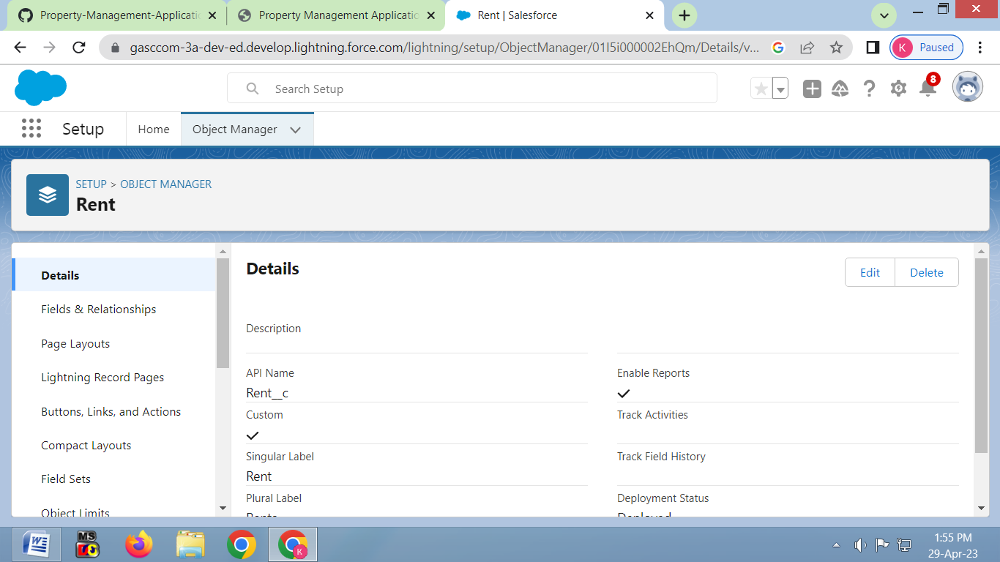 Property-Management-Applicati
Property Management Applicatio
Rent | Salesforce
gasccom-3a-dev-ed.develop.lightning.force.com/lightning/setup/ObjectManager/01I5i000002EhQm/Details/v...
K Paused
Search Setup
8
Setup
Home
Object Manager
SETUP > OBJECT MANAGER
Rent
Details
Fields & Relationships
Page Layouts
Lightning Record Pages
Buttons, Links, and Actions
Compact Layouts
Field Sets
Object Limits
Details
Edit
Delete
Description
API Name
Rent__c
Enable Reports
Custom
Track Activities
Singular Label
Rent
Track Field History
Plural Label
Rents
Deployment Status
Deployed
MS
K
1:55 PM
29-Apr-23